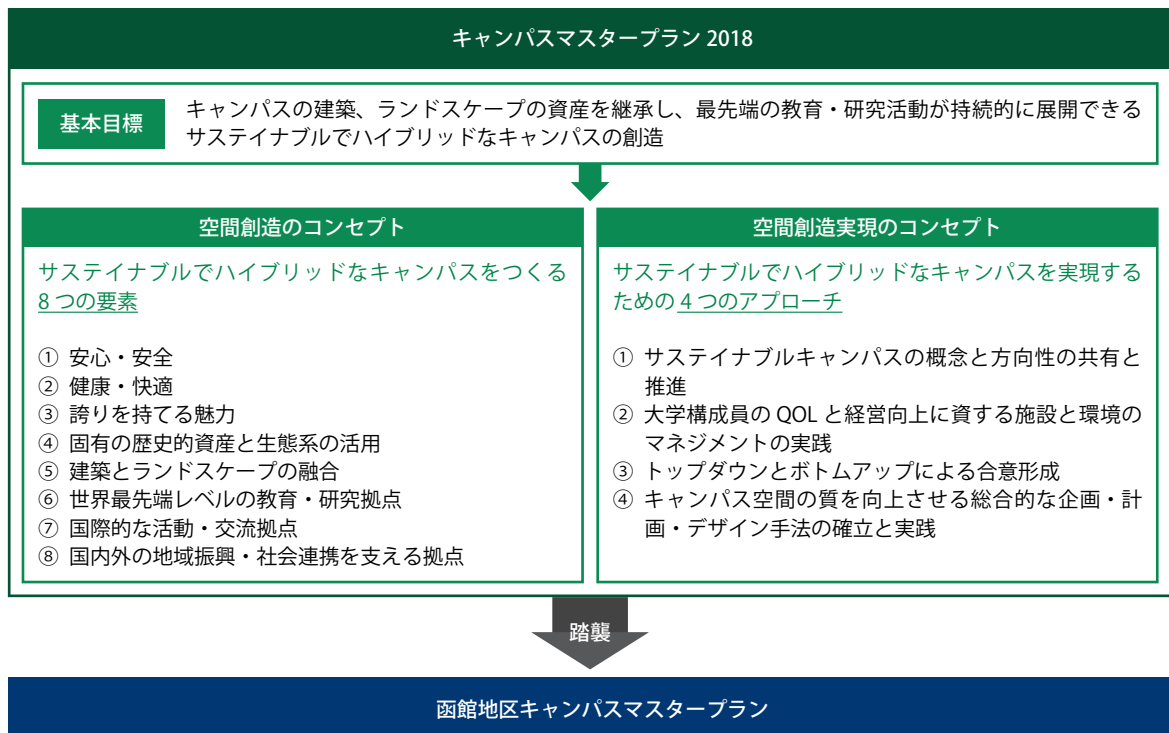 キャンパスマスタープラン 2018
基本目標
キャンパスの建築、ランドスケープの資産を継承し、最先端の教育・研究活動が持続的に展開できる
サステイナブルでハイブリッドなキャンパスの創造
空間創造のコンセプト
サステイナブルでハイブリッドなキャンパスをつくる
8 つの要素
① 安心・安全
② 健康・快適
③ 誇りを持てる魅力
④ 固有の歴史的資産と生態系の活用
⑤ 建築とランドスケープの融合
⑥ 世界最先端レベルの教育・研究拠点
⑦ 国際的な活動・交流拠点
⑧ 国内外の地域振興・社会連携を支える拠点
空間創造実現のコンセプト
サステイナブルでハイブリッドなキャンパスを実現する
ための 4 つのアプローチ
① サステイナブルキャンパスの概念と方向性の共有と
推進
② 大学構成員の QOL と経営向上に資する施設と環境の
マネジメントの実践
③ トップダウンとボトムアップによる合意形成
④ キャンパス空間の質を向上させる総合的な企画・計
画・デザイン手法の確立と実践
踏襲
函館地区キャンパスマスタープラン